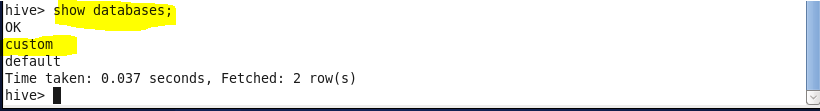 hive> show databases;
OK
custom
default
Time taken: 0.037 seconds, Fetched: 2 row(s)
hive>